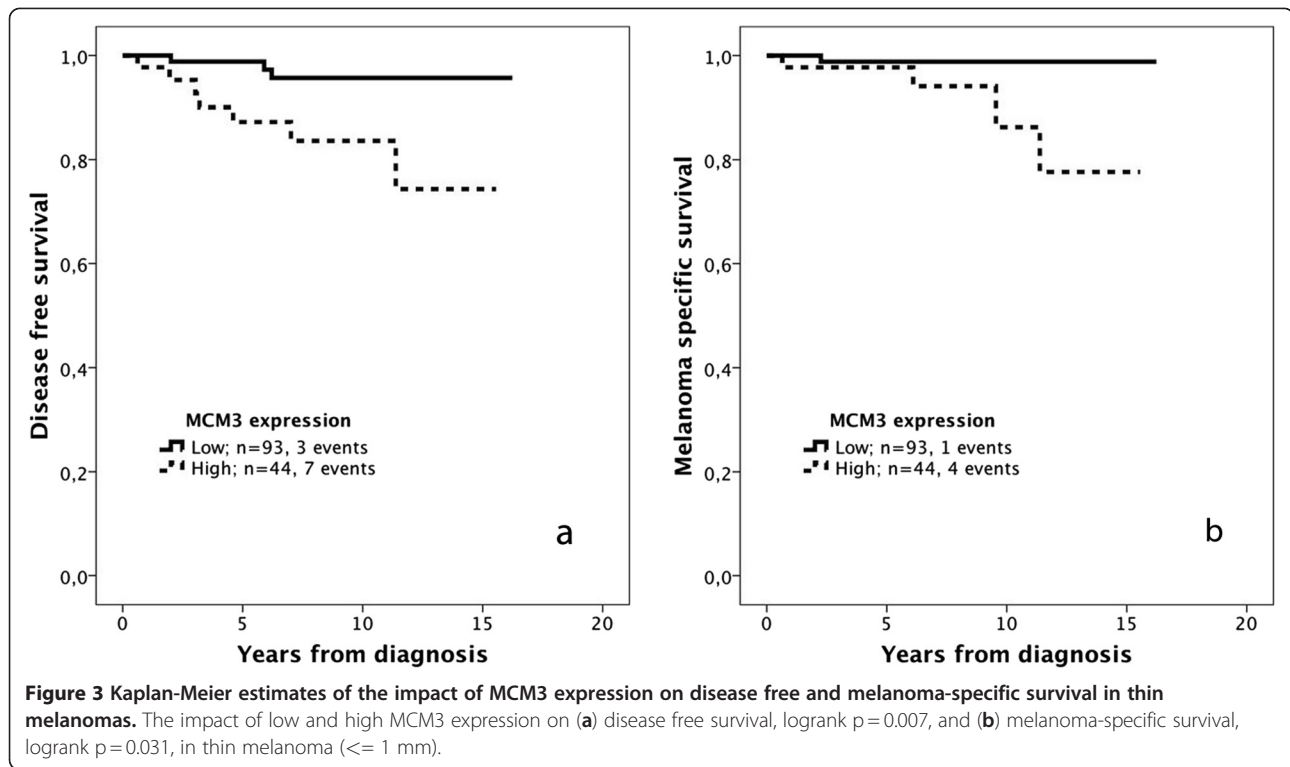 1,0
0,8
0,6
0,4
0,2
0,0
Disease free survival
MCM3 expression
Low; n=93, 3 events
High; n=44, 7 events
a
0 5 10 15 20
Years from diagnosis
1,0
0,8
0,6
0,4
0,2
0,0
Melanoma specific survival
MCM3 expression
Low; n=93, 1 events
High; n=44, 4 events
b
0 5 10 15 20
Years from diagnosis
Figure 3 Kaplan-Meier estimates of the impact of MCM3 expression on disease free and melanoma-specific survival in thin
melanomas. The impact of low and high MCM3 expression on (a) disease free survival, logrank p = 0.007, and (b) melanoma-specific survival,
logrank p = 0.031, in thin melanoma (<= 1 mm).